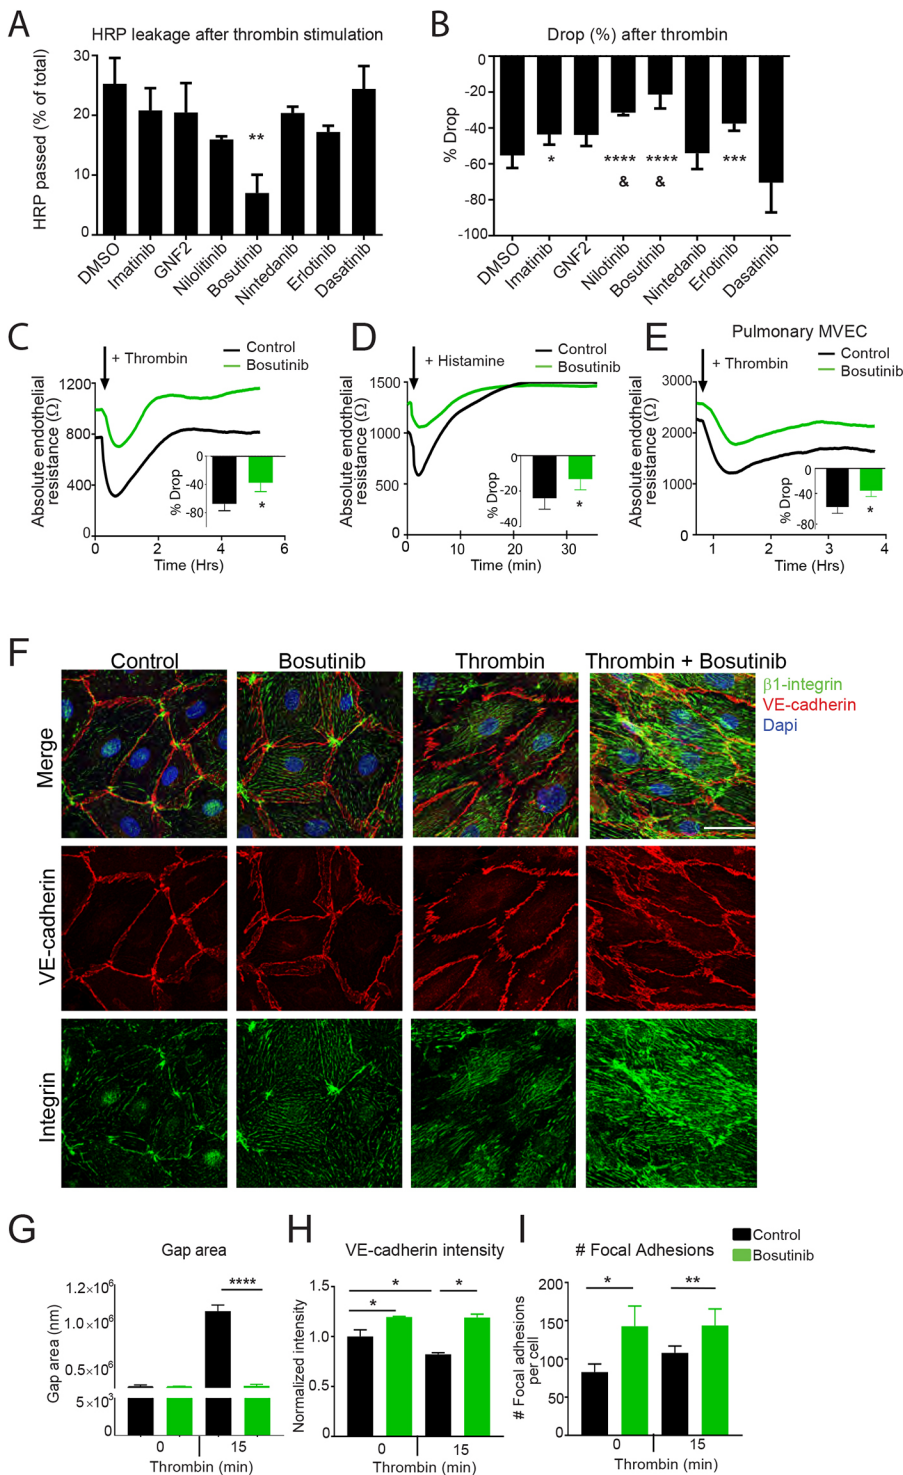 A
HRP leakage after thrombin stimulation
HRP passed (% of total)
30
20
10
0
DMSO
Imatinib
GNF2
Nilolitinib
Bosutinib
Nintedanib
Erlotinib
Dasatinib
**
B
Drop (%) after thrombin
% Drop
0
-20
-40
-60
-80
-100
*
****
&
****
&
***
DMSO
Imatinib
GNF2
Nilotinib
Bosutinib
Nintedanib
Erlotinib
Dasatinib
C
+ Thrombin
Control
Bosutinib
Absolute endothelial
resistance (Ω)
1200
800
400
0
0
2
4
6
Time (Hrs)
% Drop
0
-80
*
D
+ Histamine
Control
Bosutinib
Absolute endothelial
resistance (Ω)
1500
1000
500
0
0
10
20
30
Time (min)
% Drop
0
-20
-40
*
E
Pulmonary MVEC
+ Thrombin
Control
Bosutinib
Absolute endothelial
resistance (Ω)
3000
2000
1000
0
1
2
3
4
Time (Hrs)
% Drop
0
-40
-80
*
F
Control
Bosutinib
Thrombin
Thrombin + Bosutinib
β1-integrin
VE-cadherin
Dapi
Merge
VE-cadherin
Integrin
G
Gap area
Gap area (nm)
1.2×10⁶
1.0×10⁶
0.5×10⁶
5×10³
0
****
0
15
Thrombin (min)
H
VE-cadherin intensity
Normalized intensity
1.5
1.0
0.5
0
*
*
*
0
15
Thrombin (min)
I
# Focal Adhesions
Control
Bosutinib
# Focal adhesions
per cell
200
150
100
50
0
*
**
0
15
Thrombin (min)